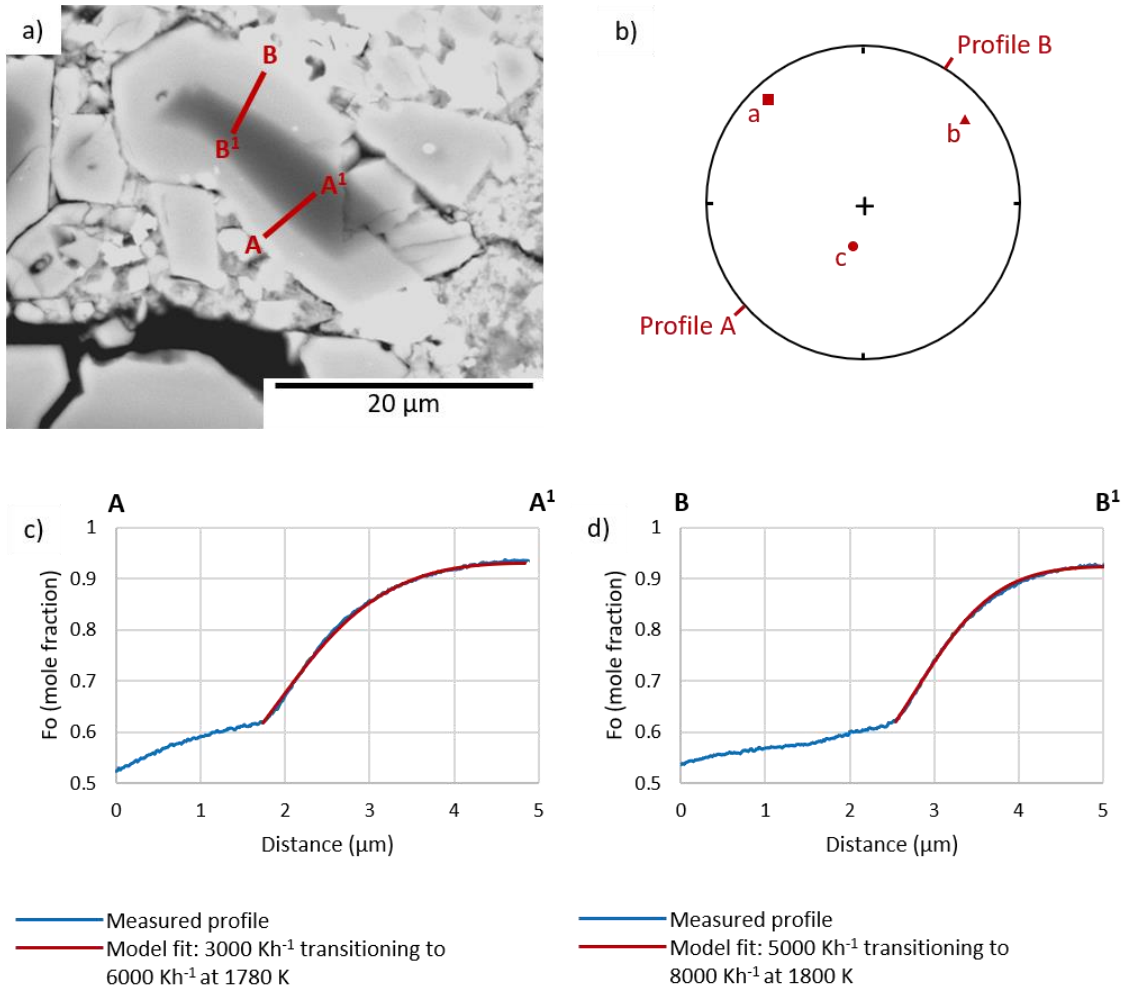 a)
B
B¹
A¹
A
20 µm
b)
Profile B
a
b
c
Profile A
c)
A
A¹
Fo (mole fraction)
1
0.9
0.8
0.7
0.6
0.5
0
1
2
3
4
5
Distance (µm)
Measured profile
Model fit: 3000 Kh⁻¹ transitioning to
6000 Kh⁻¹ at 1780 K
d)
B
B¹
Fo (mole fraction)
1
0.9
0.8
0.7
0.6
0.5
0
1
2
3
4
5
Distance (µm)
Measured profile
Model fit: 5000 Kh⁻¹ transitioning to
8000 Kh⁻¹ at 1800 K